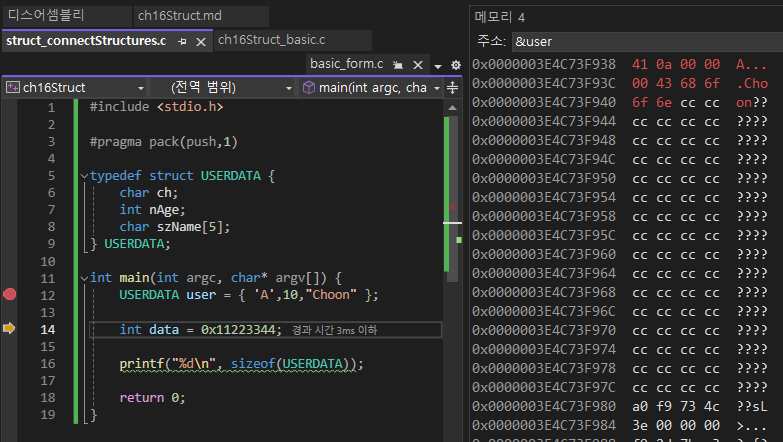 디스어셈블리
ch16Struct.md
struct_connectStructures.c
ch16Struct_basic.c
basic_form.c
ch16Struct
(전역 범위)
main(int argc, cha
1 #include <stdio.h>
2
3 #pragma pack(push,1)
4
5 typedef struct USERDATA {
6 char ch;
7 int nAge;
8 char szName[5];
9 } USERDATA;
10
11 int main(int argc, char* argv[]) {
12 USERDATA user = { 'A',10,"Choon" };
13
14 int data = 0x11223344; 경과 시간 3ms 이하
15
16 printf("%d\n", sizeof(USERDATA));
17
18 return 0;
19 }
메모리 4
주소: &user
0x0000003E4C73F938 41 0a 00 00 A...
0x0000003E4C73F93C 00 43 68 6f .Cho
0x0000003E4C73F940 6f 6e cc cc on??
0x0000003E4C73F944 cc cc cc cc ????
0x0000003E4C73F948 cc cc cc cc ????
0x0000003E4C73F94C cc cc cc cc ????
0x0000003E4C73F950 cc cc cc cc ????
0x0000003E4C73F954 cc cc cc cc ????
0x0000003E4C73F958 cc cc cc cc ????
0x0000003E4C73F95C cc cc cc cc ????
0x0000003E4C73F960 cc cc cc cc ????
0x0000003E4C73F964 cc cc cc cc ????
0x0000003E4C73F968 cc cc cc cc ????
0x0000003E4C73F96C cc cc cc cc ????
0x0000003E4C73F970 cc cc cc cc ????
0x0000003E4C73F974 cc cc cc cc ????
0x0000003E4C73F978 cc cc cc cc ????
0x0000003E4C73F97C cc cc cc cc ????
0x0000003E4C73F980 a0 f9 73 4c ??sL
0x0000003E4C73F984 3e 00 00 00 >...